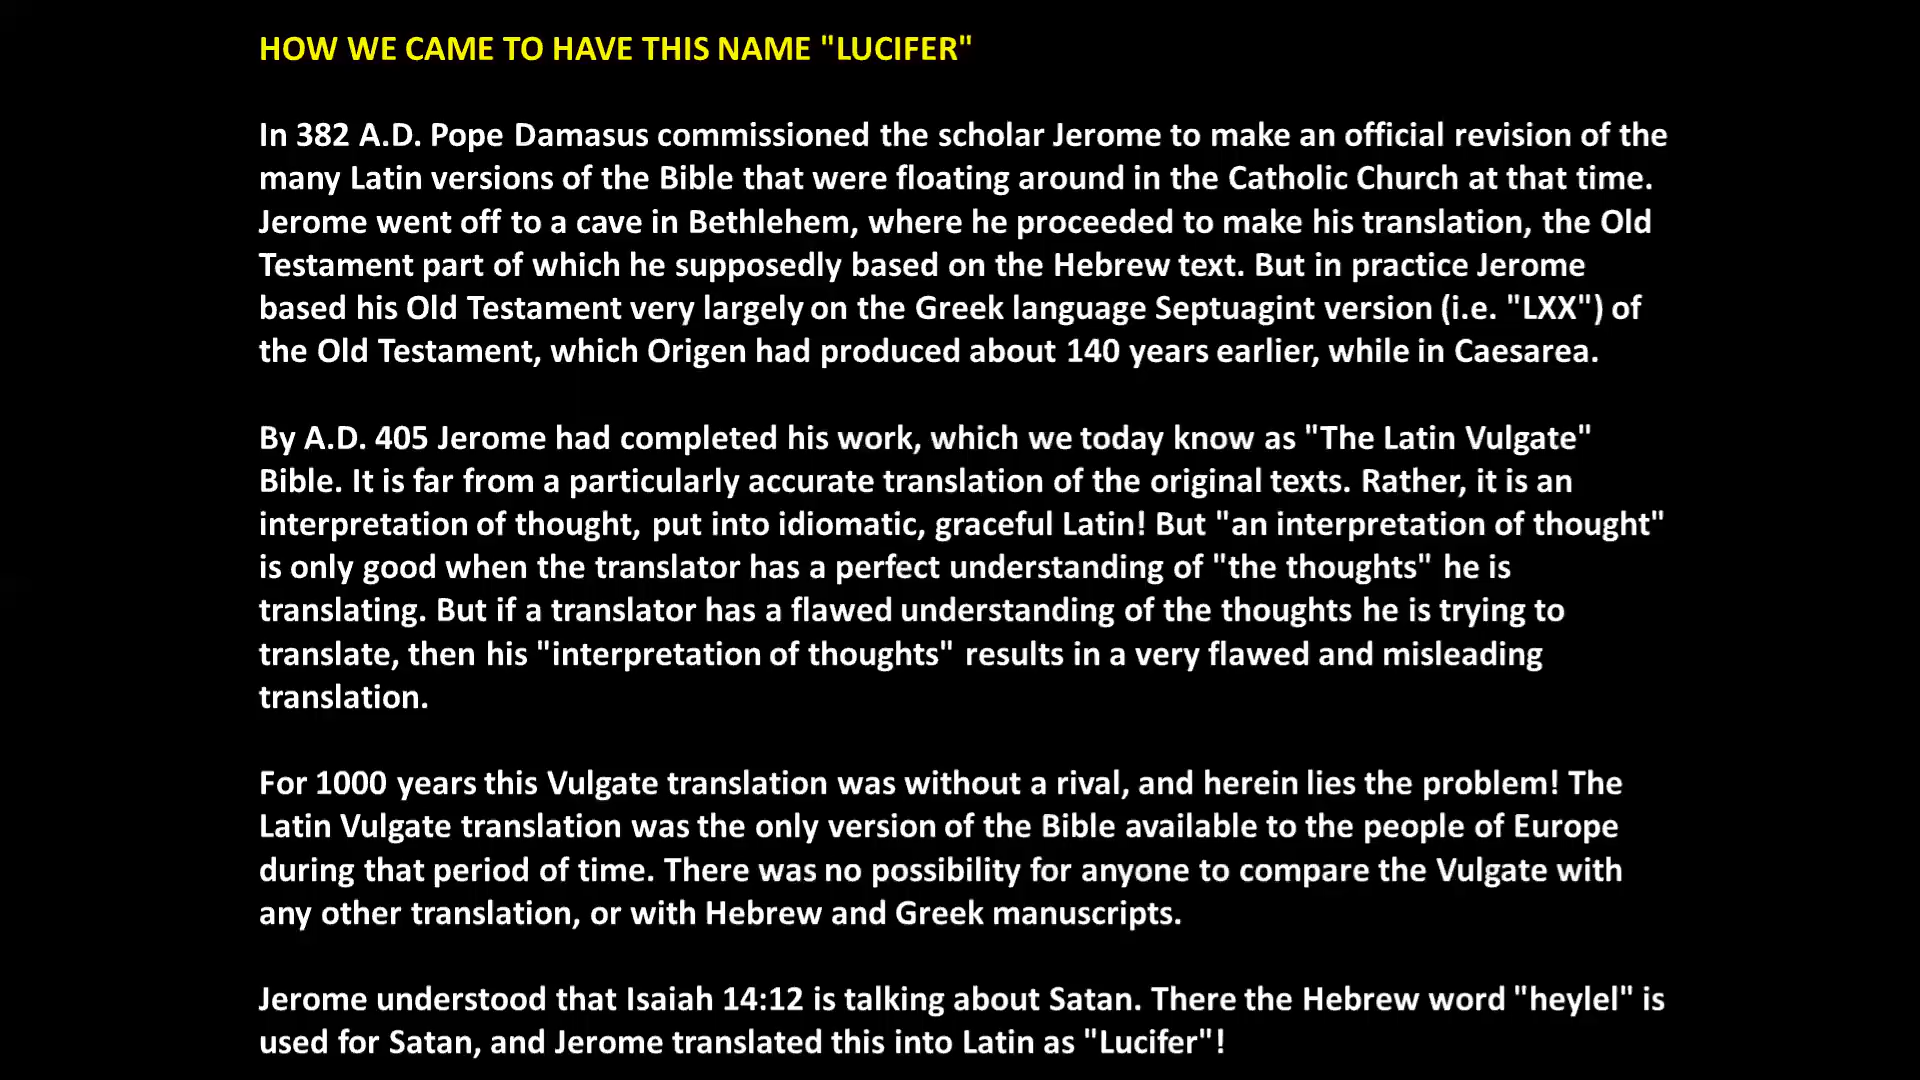 HOW WE CAME TO HAVE THIS NAME "LUCIFER"
In 382 A.D. Pope Damasus commissioned the scholar Jerome to make an official revision of the
many Latin versions of the Bible that were floating around in the Catholic Church at that time.
Jerome went off to a cave in Bethlehem, where he proceeded to make his translation, the Old
Testament part of which he supposedly based on the Hebrew text. But in practice Jerome
based his Old Testament very largely on the Greek language Septuagint version (i.e. "LXX") of
the Old Testament, which Origen had produced about 140 years earlier, while in Caesarea.
By A.D. 405 Jerome had completed his work, which we today know as "The Latin Vulgate"
Bible. It is far from a particularly accurate translation of the original texts. Rather, it is an
interpretation of thought, put into idiomatic, graceful Latin! But "an interpretation of thought"
is only good when the translator has a perfect understanding of "the thoughts" he is
translating. But if a translator has a flawed understanding of the thoughts he is trying to
translate, then his "interpretation of thoughts" results in a very flawed and misleading
translation.
For 1000 years this Vulgate translation was without a rival, and herein lies the problem! The
Latin Vulgate translation was the only version of the Bible available to the people of Europe
during that period of time. There was no possibility for anyone to compare the Vulgate with
any other translation, or with Hebrew and Greek manuscripts.
Jerome understood that Isaiah 14:12 is talking about Satan. There the Hebrew word "heylel" is
used for Satan, and Jerome translated this into Latin as "Lucifer"!